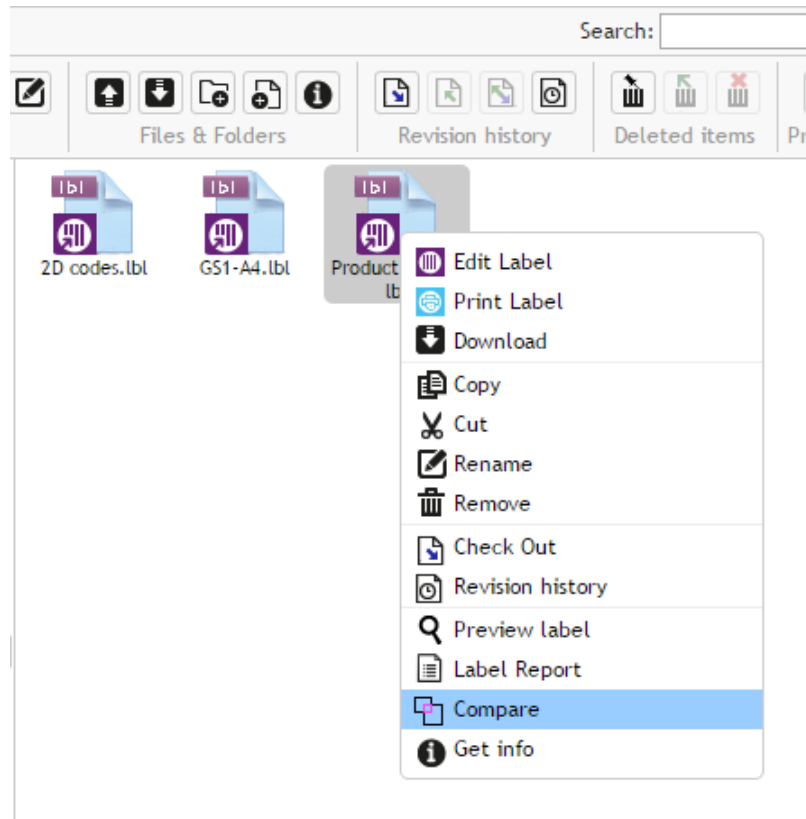 Search:
Files & Folders
Revision history
Deleted items
Pr
lbl
lbl
lbl
2D codes.lbl
GS1-A4.lbl
Product
lb
Edit Label
Print Label
Download
Copy
Cut
Rename
Remove
Check Out
Revision history
Preview label
Label Report
Compare
Get info